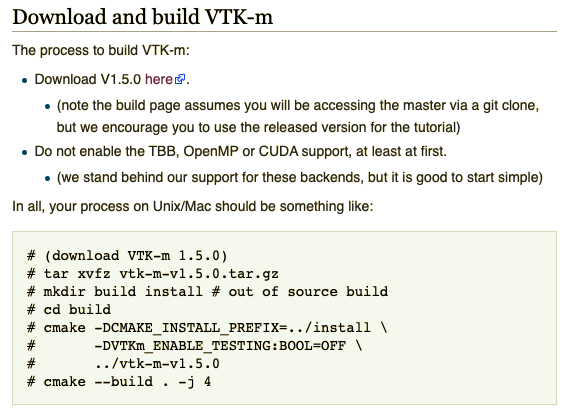 Download and build VTK-m
The process to build VTK-m:
• Download V1.5.0 here.
• (note the build page assumes you will be accessing the master via a git clone,
but we encourage you to use the released version for the tutorial)
• Do not enable the TBB, OpenMP or CUDA support, at least at first.
• (we stand behind our support for these backends, but it is good to start simple)
In all, your process on Unix/Mac should be something like:
# (download VTK-m 1.5.0)
# tar xvfz vtk-m-v1.5.0.tar.gz
# mkdir build install # out of source build
# cd build
# cmake -DCMAKE_INSTALL_PREFIX=../install \
#       -DVTKm_ENABLE_TESTING:BOOL=OFF \
#       ../vtk-m-v1.5.0
# cmake --build . -j 4